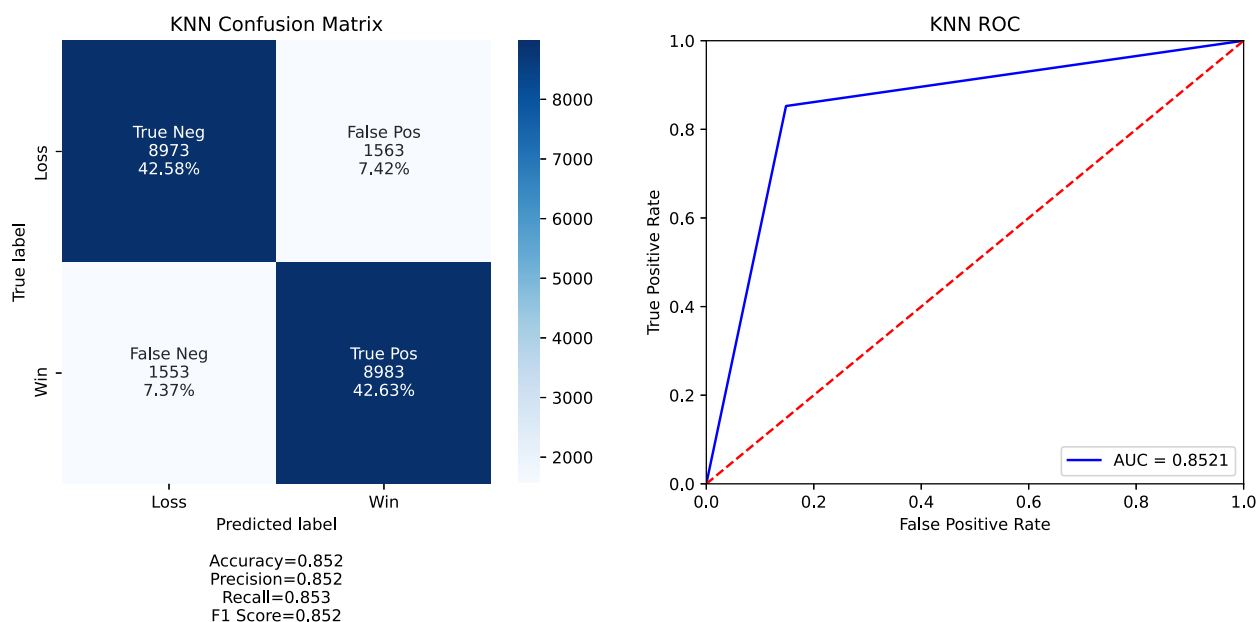 KNN Confusion Matrix
True label
Loss
Win
True Neg
8973
42.58%
False Pos
1563
7.42%
False Neg
1553
7.37%
True Pos
8983
42.63%
Loss
Win
Predicted label
Accuracy=0.852
Precision=0.852
Recall=0.853
F1 Score=0.852
8000
7000
6000
5000
4000
3000
2000
KNN ROC
True Positive Rate
1.0
0.8
0.6
0.4
0.2
0.0
AUC = 0.8521
0.0
0.2
0.4
0.6
0.8
1.0
False Positive Rate